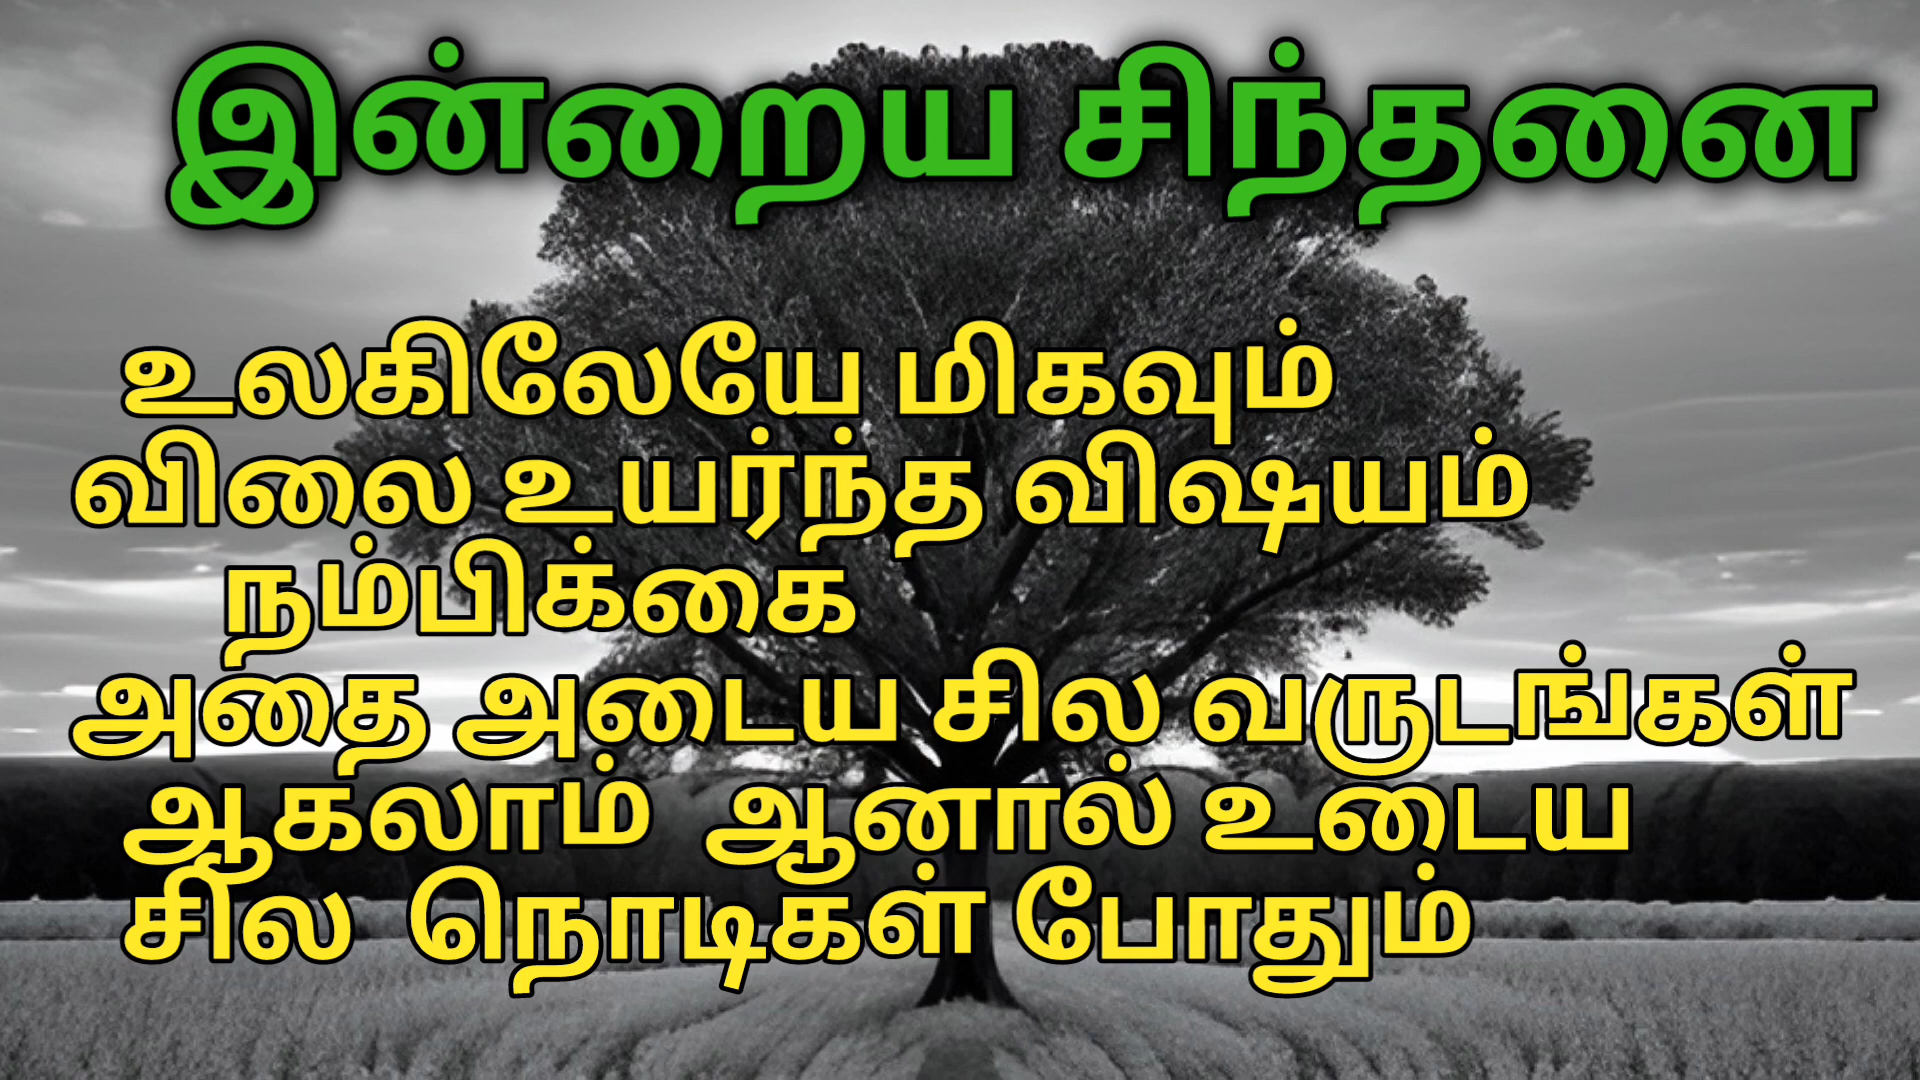 இன்றைய சிந்தனை
உலகிலேயே மிகவும்
விலை உயர்ந்த விஷயம்
நம்பிக்கை
அதை அடைய சில வருடங்கள்
ஆகலாம் ஆனால் உடைய
சில நொடிகள் போதும்